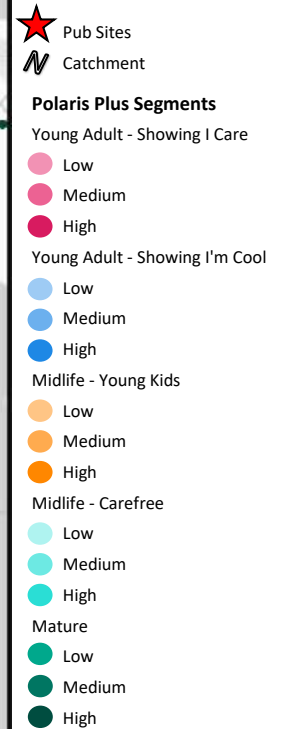 Pub Sites
Catchment
Polaris Plus Segments
Young Adult - Showing I Care
Low
Medium
High
Young Adult - Showing I'm Cool
Low
Medium
High
Midlife - Young Kids
Low
Medium
High
Midlife - Carefree
Low
Medium
High
Mature
Low
Medium
High